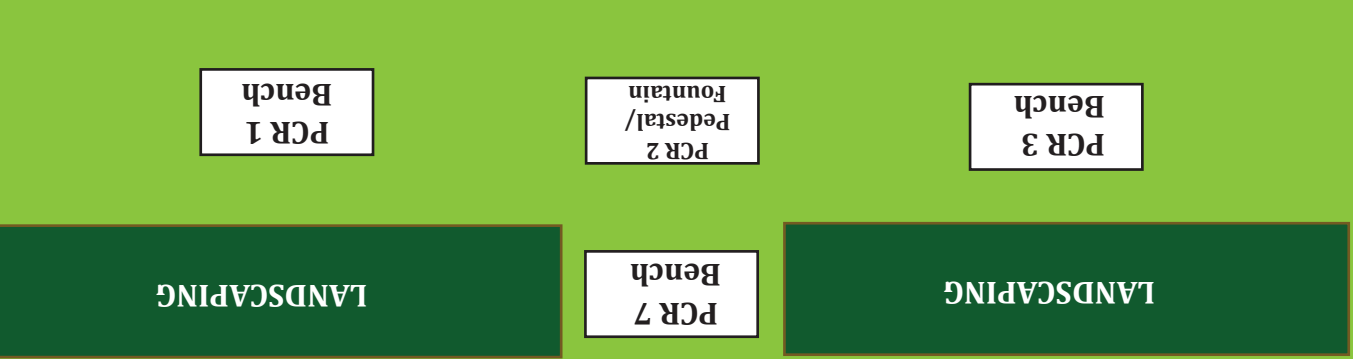 LANDSCAPING
PCR 7
Bench
LANDSCAPING
PCR 3
Bench
PCR 2
Pedestal/
Fountain
PCR 1
Bench